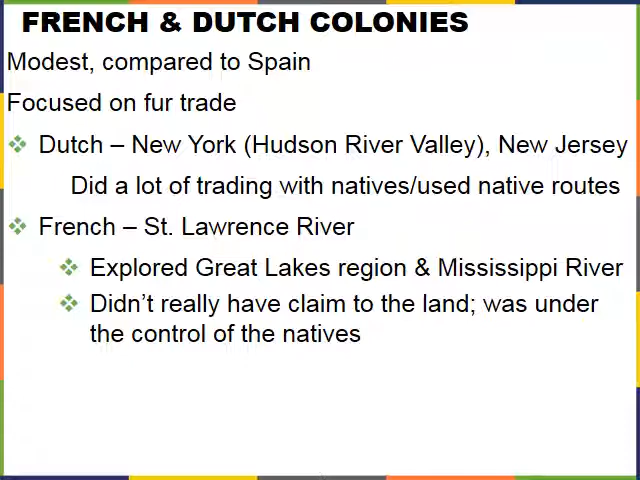 FRENCH & DUTCH COLONIES
Modest, compared to Spain
Focused on fur trade
Dutch – New York (Hudson River Valley), New Jersey
Did a lot of trading with natives/used native routes
French – St. Lawrence River
Explored Great Lakes region & Mississippi River
Didn’t really have claim to the land; was under
the control of the natives